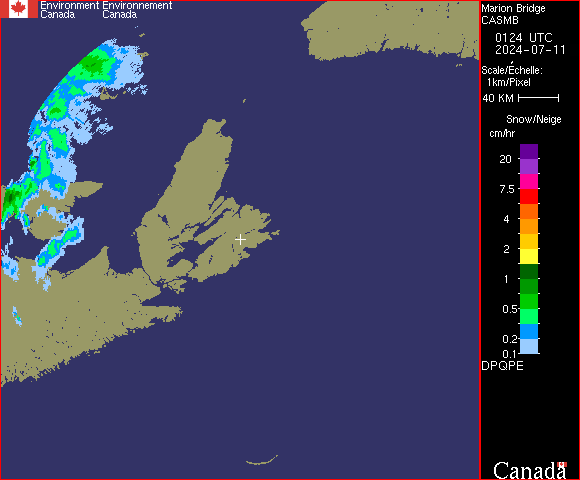 Environment Environnement
Canada Canada
Marion Bridge
CASMB
0124 UTC
2024-07-11
Scale/Échelle:
1km/Pixel
40 KM
Snow/Neige
cm/hr
20
7.5
4
2
1
0.5
0.2
0.1
DPQPE
Canada